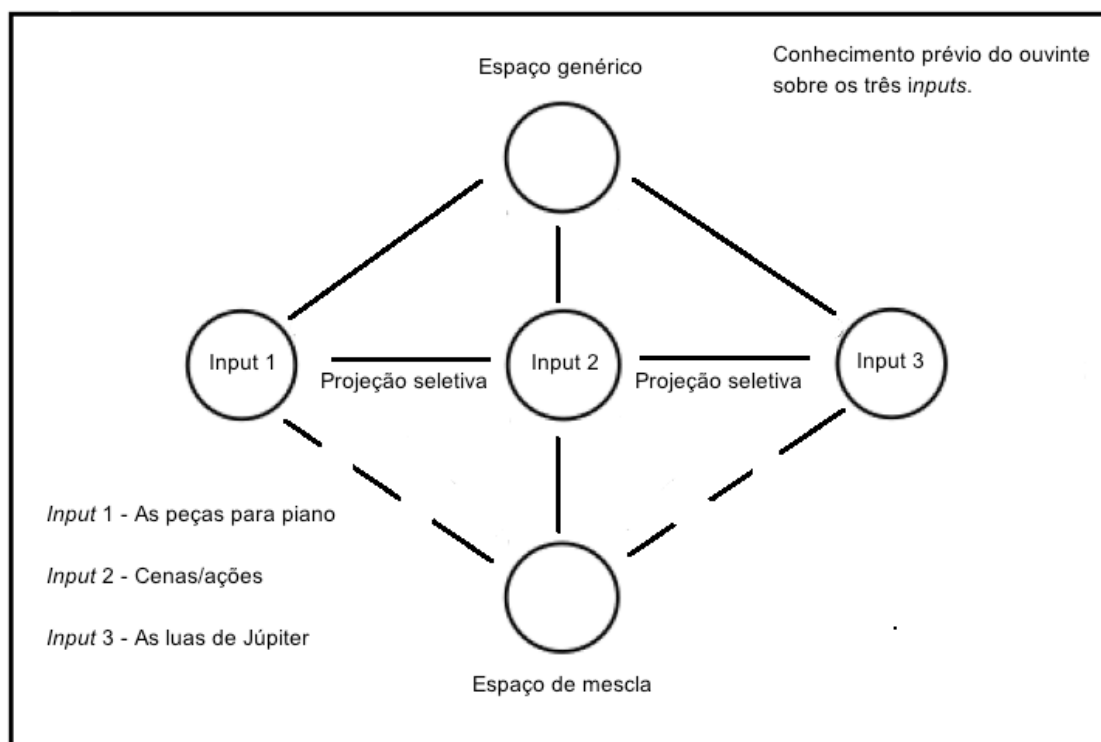 Espaço genérico
Conhecimento prévio do ouvinte
sobre os três inputs.
Input 1
Input 2
Input 3
Projeção seletiva
Projeção seletiva
Input 1 - As peças para piano
Input 2 - Cenas/ações
Input 3 - As luas de Júpiter
Espaço de mescla